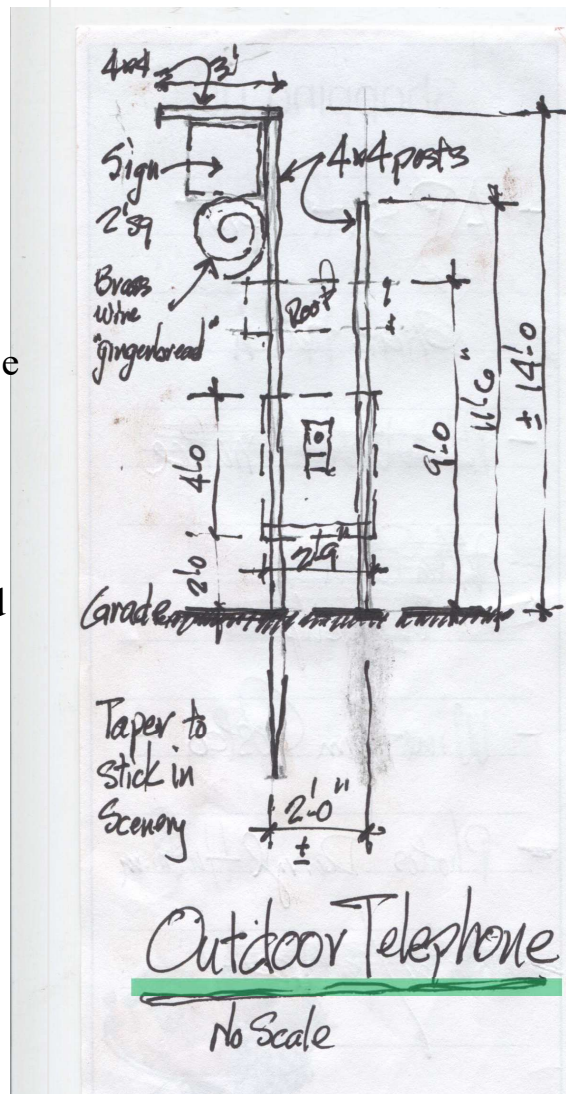 4x4 3'
Sign
2'sq
4x4 posts
Brass
wire
"gingerbread"
Roof
e
4'-0
9'-0
11'-6"
± 14'-0
2'-9"
2'-0
d
Grade
Taper to
stick in
Scenery
2'-0"
±
Outdoor Telephone
No Scale